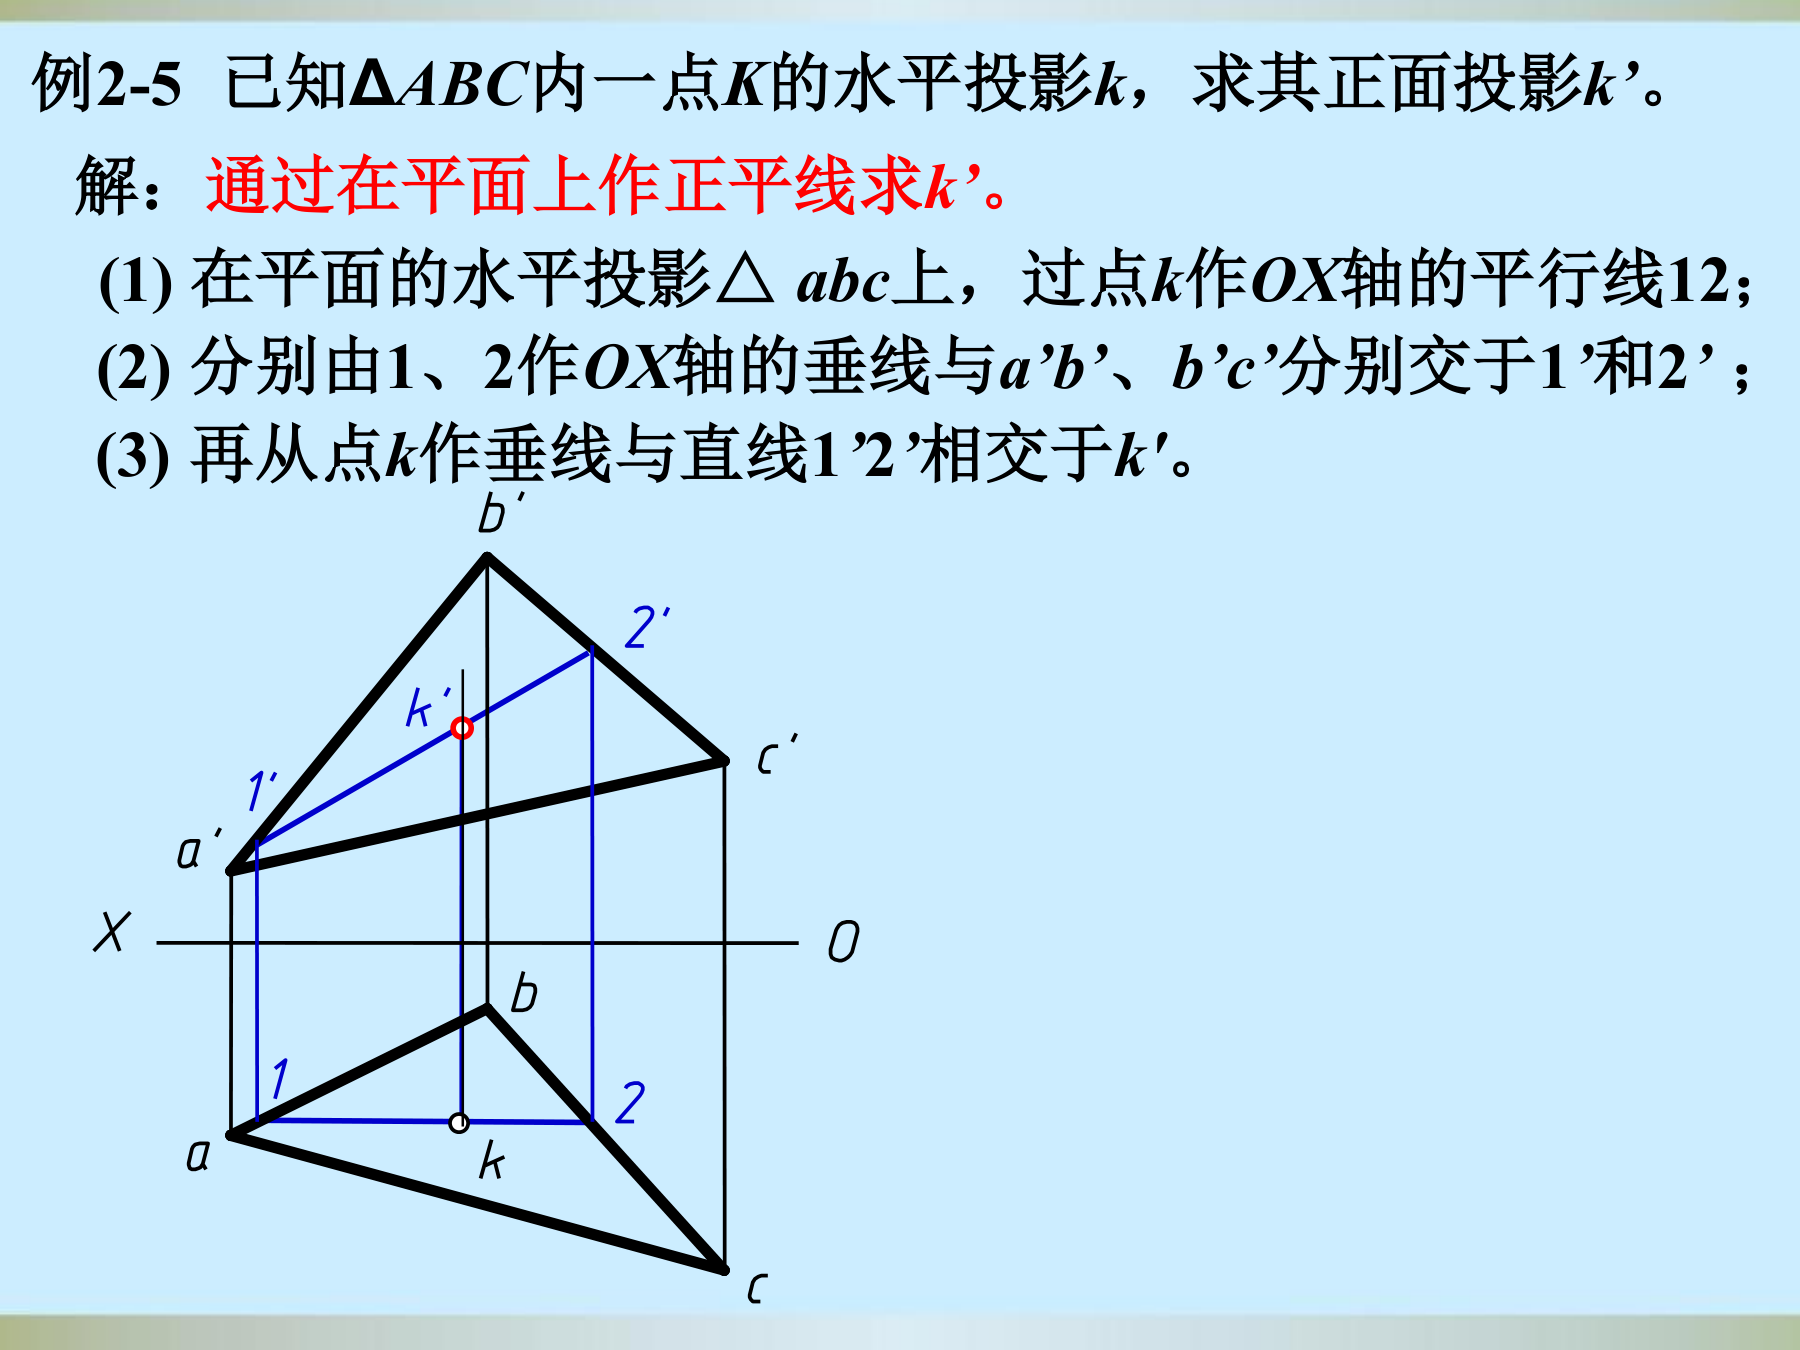 例2-5 已知ΔABC内一点K的水平投影k，求其正面投影k’。
解：通过在平面上作正平线求k’。
(1) 在平面的水平投影△ abc上，过点k作OX轴的平行线12；
(2) 分别由1、2作OX轴的垂线与a’b’、b’c’分别交于1’和2’；
(3) 再从点k作垂线与直线1’2’相交于k'。
b'
2'
k'
c'
1'
a'
X
O
b
1
2
a
k
c